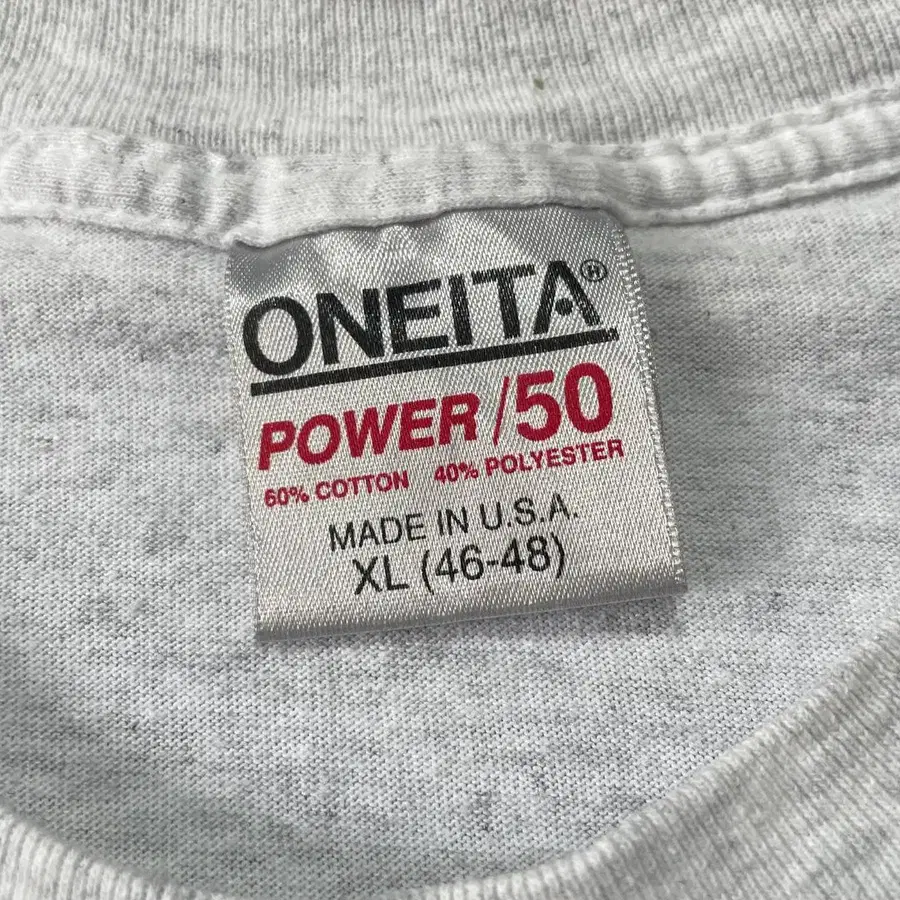 ONEITA®
POWER/50
60% COTTON 40% POLYESTER
MADE IN U.S.A.
XL (46-48)